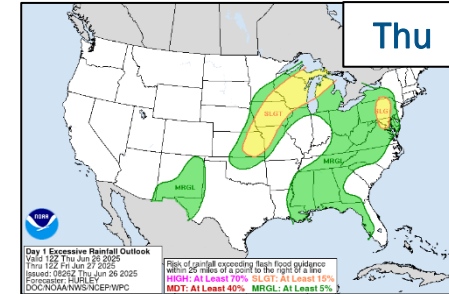 Thu
SLGT
SLGT
MRGL
MRGL
NOAA
Day 1 Excessive Rainfall Outlook
Valid 12Z Thu Jun 26 2025
Thru 12Z Fri Jun 27 2025
Issued: 0826Z Thu Jun 26 2025
Forecaster: HURLEY
DOC/NOAA/NWS/NCEP/WPC
Risk of rainfall exceeding flash flood guidance
within 25 miles of a point to the right of a line
HIGH: At Least 70% SLGT: At Least 15%
MDT: At Least 40% MRGL: At Least 5%